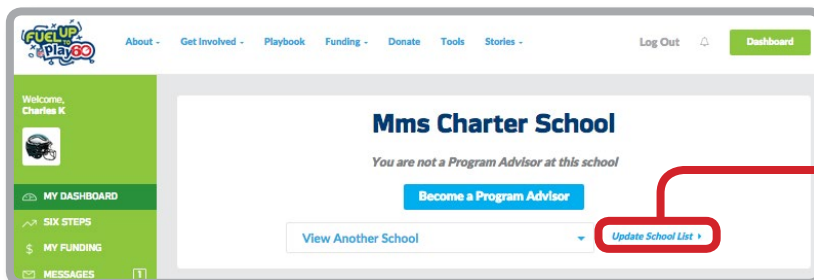 FUEL UP
TO
Play 60
About Get Involved Playbook Funding Donate Tools Stories Log Out Dashboard
Welcome,
Charles K
Mms Charter School
You are not a Program Advisor at this school
Become a Program Advisor
MY DASHBOARD
SIX STEPS
View Another School Update School List
$ MY FUNDING
MESSAGES 1